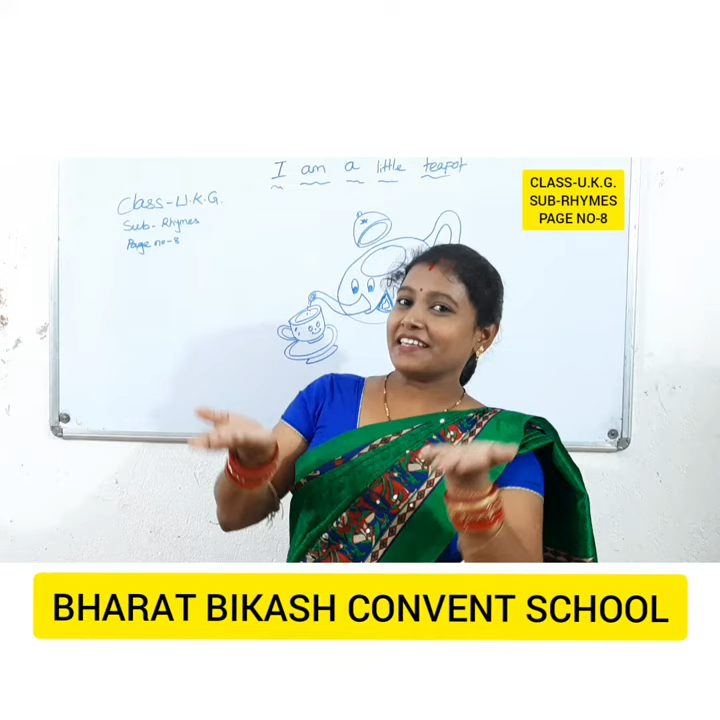 I am a little teapot
Class-U.K.G.
Sub- Rhymes
Page no-8
CLASS-U.K.G.
SUB-RHYMES
PAGE NO-8
BHARAT BIKASH CONVENT SCHOOL